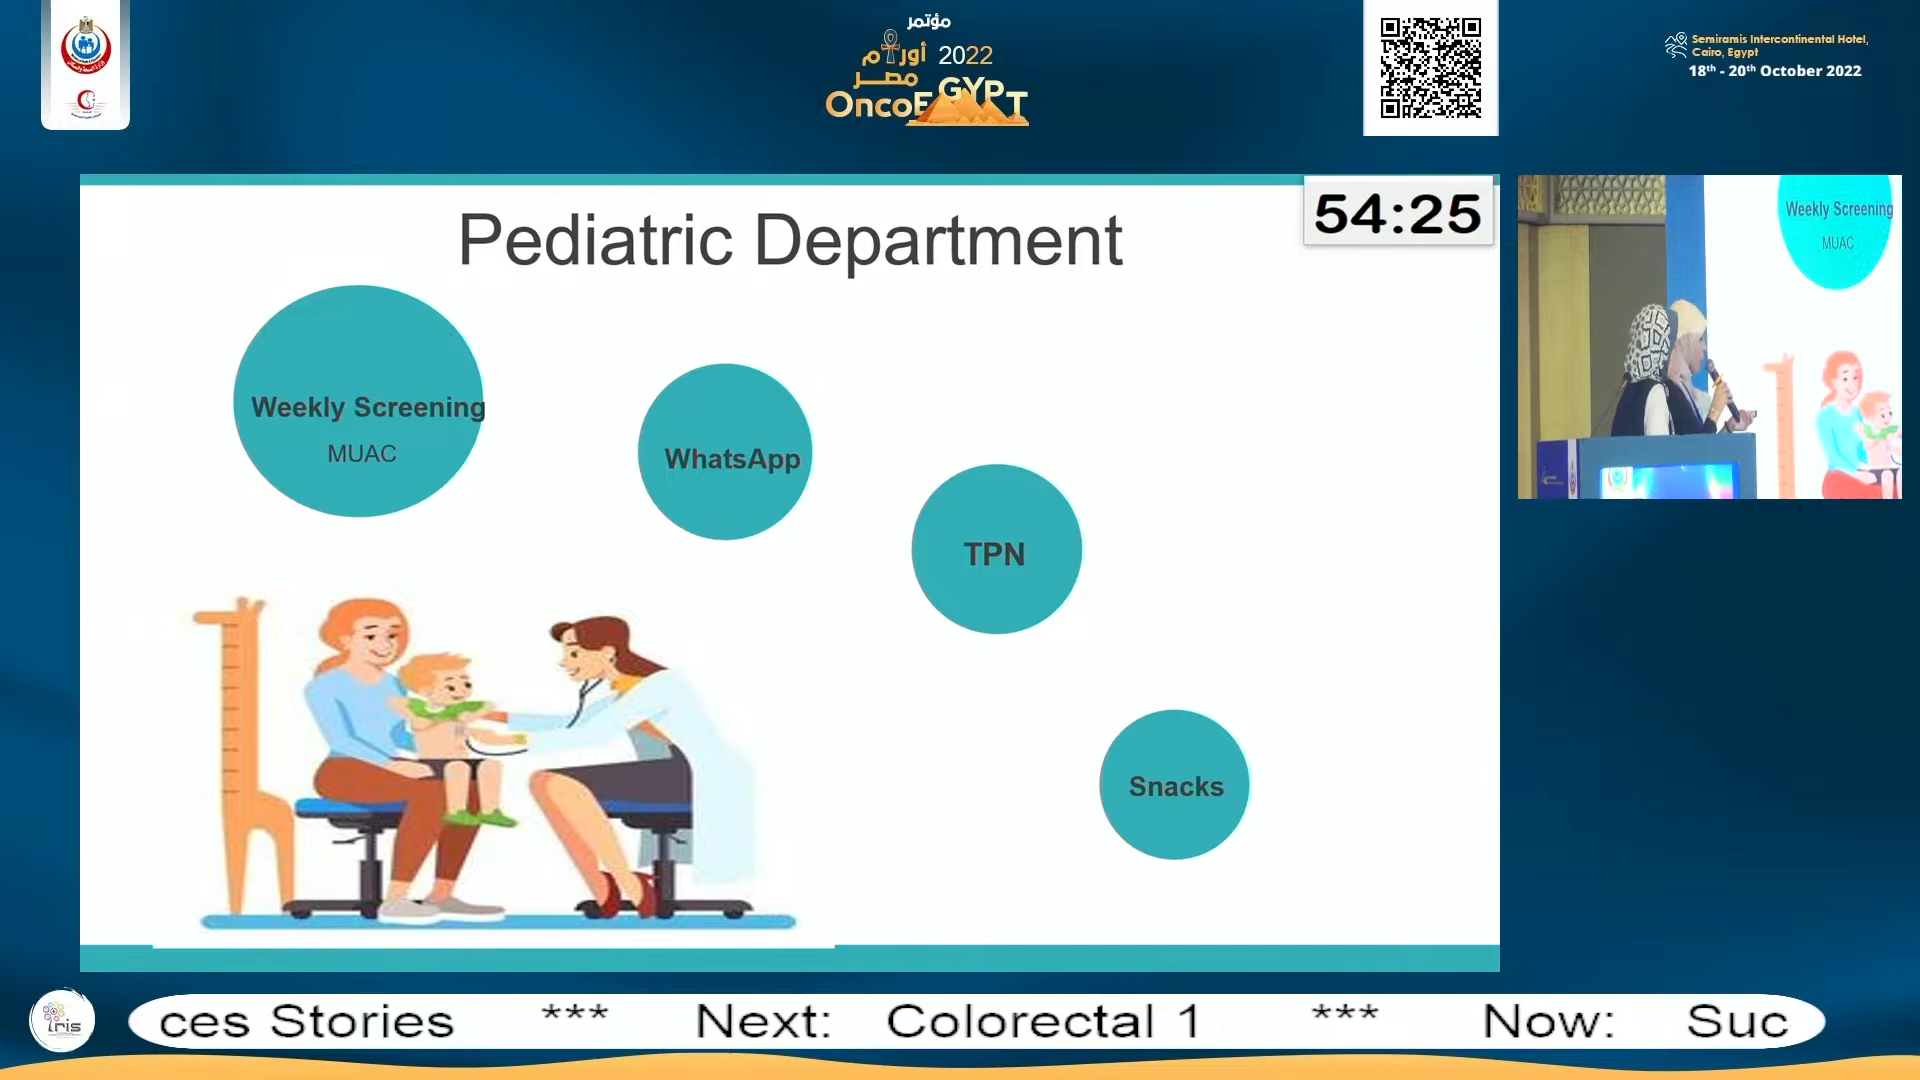 مؤتمر
أورام 2022
مصر
OncoEGYPT
Semiramis Intercontinental Hotel,
Cairo, Egypt
18th - 20th October 2022
54:25
Pediatric Department
Weekly Screening
MUAC
WhatsApp
TPN
Snacks
Weekly Screening
MUAC
iris
ces Stories *** Next: Colorectal 1 *** Now: Suc